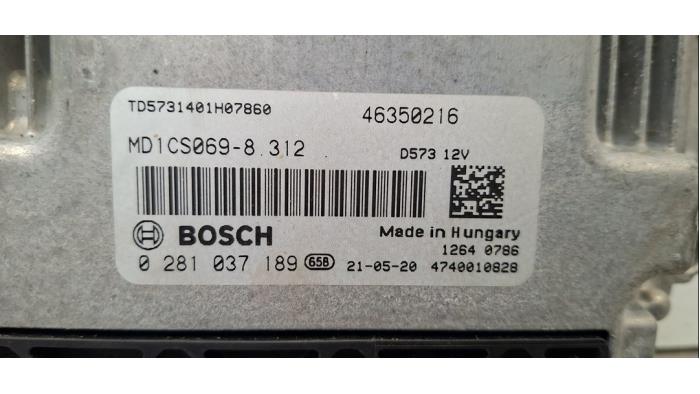 TD5731401H07860 46350216
MD1CS069-8.312 D573 12V
BOSCH Made in Hungary
1264 0786
0 281 037 189 65B 21-05-20 4740010828